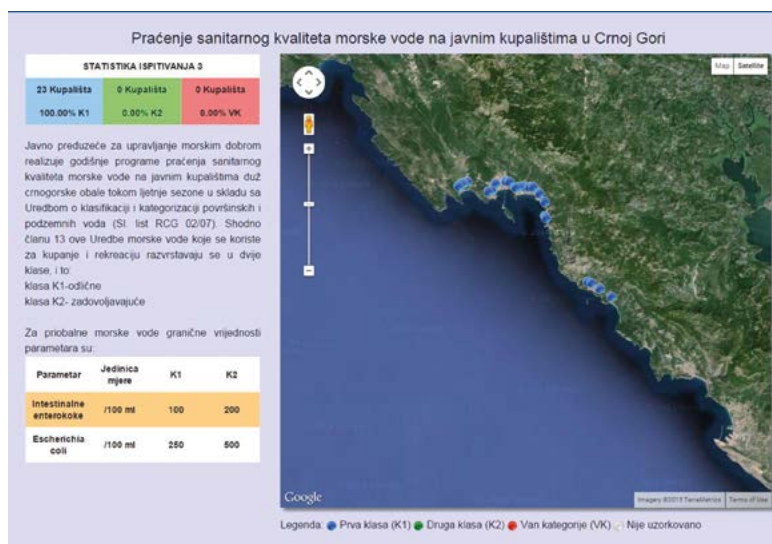 Praćenje sanitarnog kvaliteta morske vode na javnim kupalištima u Crnoj Gori
STATISTIKA ISPITIVANJA 3
23 Kupališta 0 Kupališta 0 Kupališta
100.00% K1 0.00% K2 0.00% VK
Javno preduzeće za upravljanje morskim dobrom
realizuje godišnje programe praćenja sanitarnog
kvaliteta morske vode na javnim kupalištima duž
crnogorske obale tokom ljetnje sezone u skladu sa
Uredbom o klasifikaciji i kategorizaciji površinskih i
podzemnih voda (Sl. list RCG 02/07). Shodno
članu 13 ove Uredbe morske vode koje se koriste
za kupanje i rekreaciju razvrstavaju se u dvije
klase, i to:
klasa K1-odlične
klasa K2- zadovoljavajuće
Za priobalne morske vode granične vrijednosti
parametara su:
Parametar Jedinica mjere K1 K2
Intestinalne enterokoke /100 ml 100 200
Escherichia coli /100 ml 250 500
Map Satellite
Google
Imagery ©2015 TerraMetrics Terms of Use
Legenda: Prva klasa (K1) Druga klasa (K2) Van kategorije (VK) Nije uzorkovano